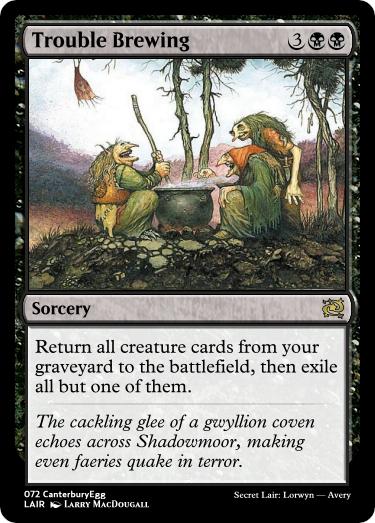 Trouble Brewing 3
Sorcery
Return all creature cards from your
graveyard to the battlefield, then exile
all but one of them.
The cackling glee of a gwyllion coven
echoes across Shadowmoor, making
even faeries quake in terror.
072 CanterburyEgg
LAIR Larry MacDougall
Secret Lair: Lorwyn — Avery